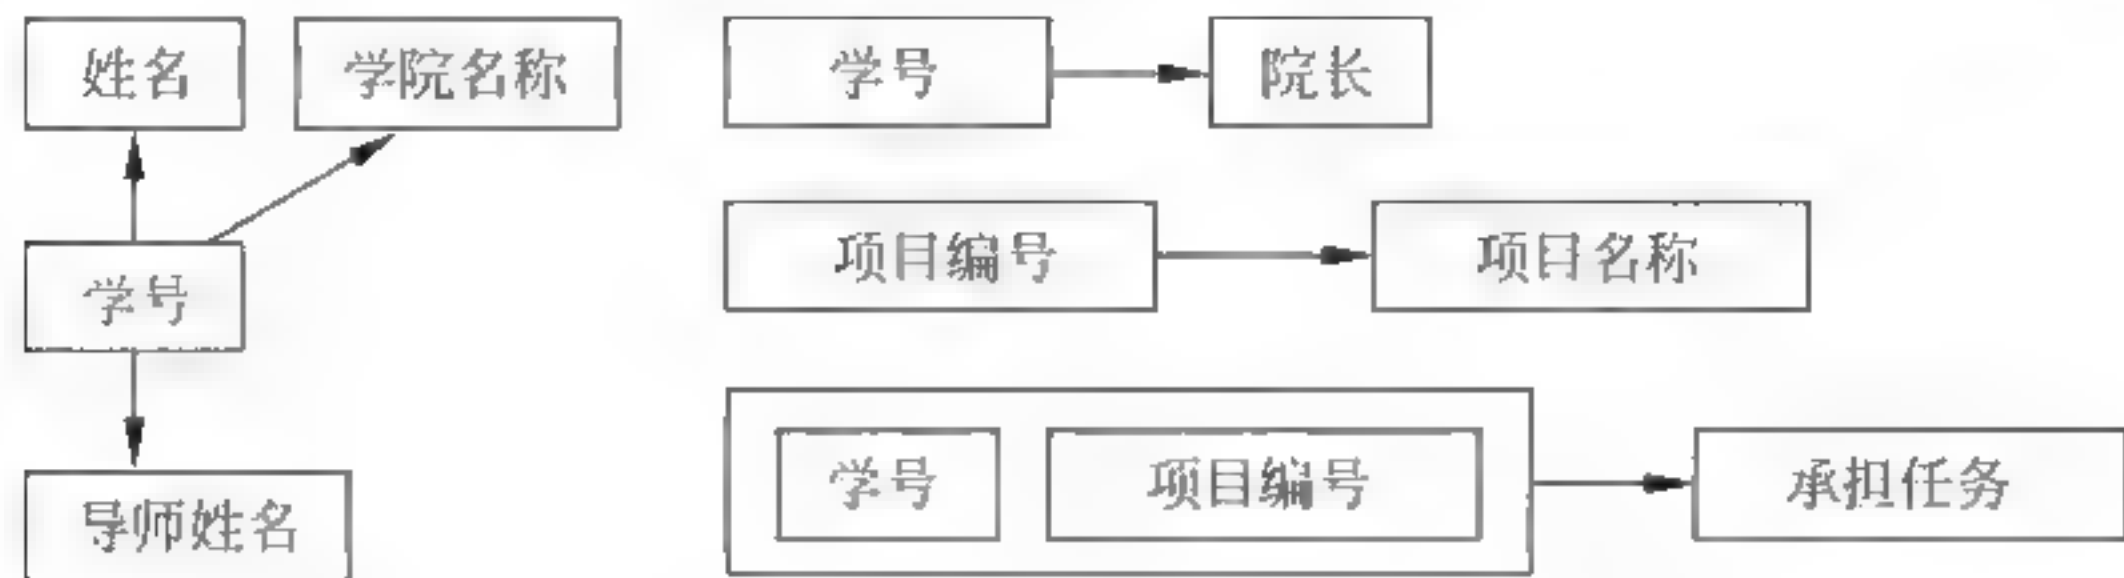 姓名
学院名称
学号
导师姓名
学号
院长
项目编号
项目名称
学号
项目编号
承担任务